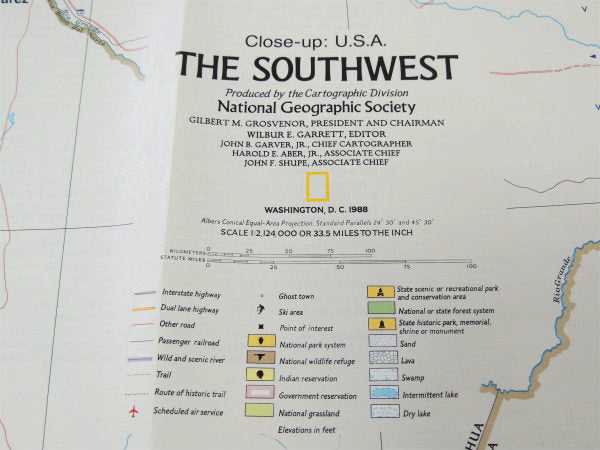 Close-up: U.S.A.
THE SOUTHWEST
Produced by the Cartographic Division
National Geographic Society
GILBERT M. GROSVENOR, PRESIDENT AND CHAIRMAN
WILBUR E. GARRETT, EDITOR
JOHN B. GARVER, JR., CHIEF CARTOGRAPHER
HAROLD E. ABER, JR., ASSOCIATE CHIEF
JOHN F. SHUPE, ASSOCIATE CHIEF
WASHINGTON, D. C. 1988
Albers Conical Equal-Area Projection, Standard Parallels 29° 30' and 45° 30'
SCALE 1:2,124,000 OR 33.5 MILES TO THE INCH
KILOMETERS 0 25 50 75 100
STATUTE MILES 0 25 50 75 100
Interstate highway
Dual lane highway
Other road
Passenger railroad
Wild and scenic river
Trail
Route of historic trail
Scheduled air service
Ghost town
Ski area
Point of interest
National park system
National wildlife refuge
Indian reservation
Government reservation
National grassland
Elevations in feet
State scenic or recreational park
and conservation area
National or state forest system
State historic park, memorial,
shrine or monument
Sand
Lava
Swamp
Intermittent lake
Dry lake
Rio Grande
Rio Grande
HUA